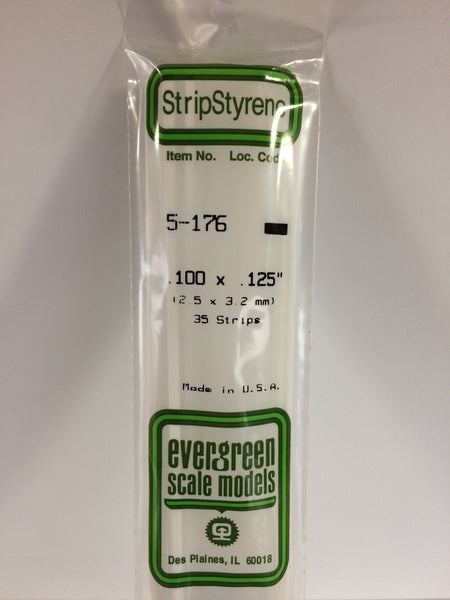 StripStyrene
Item No. Loc. Cod
5-176
.100 x .125"
(2.5 x 3.2 mm)
35 Strips
Made in U.S.A.
evergreen
scale models
Des Plaines, IL 60018